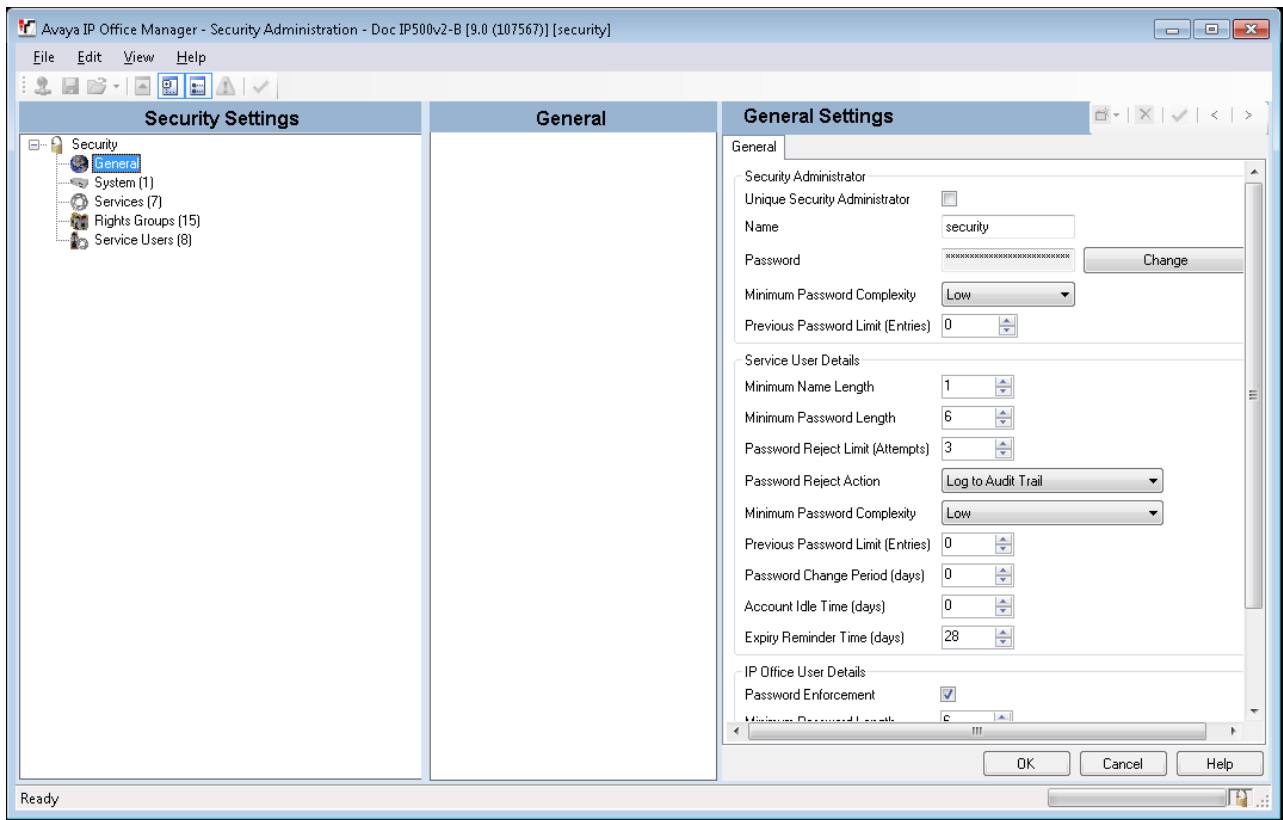 Avaya IP Office Manager - Security Administration - Doc IP500v2-B [9.0 (107567)] [security]
File Edit View Help
Security Settings
General
General Settings
Security
General
System (1)
Services (7)
Rights Groups (15)
Service Users (8)
General
Security Administrator
Unique Security Administrator
Name security
Password ************************** Change
Minimum Password Complexity Low
Previous Password Limit (Entries) 0
Service User Details
Minimum Name Length 1
Minimum Password Length 6
Password Reject Limit (Attempts) 3
Password Reject Action Log to Audit Trail
Minimum Password Complexity Low
Previous Password Limit (Entries) 0
Password Change Period (days) 0
Account Idle Time (days) 0
Expiry Reminder Time (days) 28
IP Office User Details
Password Enforcement
Minimum Password Length 6
OK Cancel Help
Ready